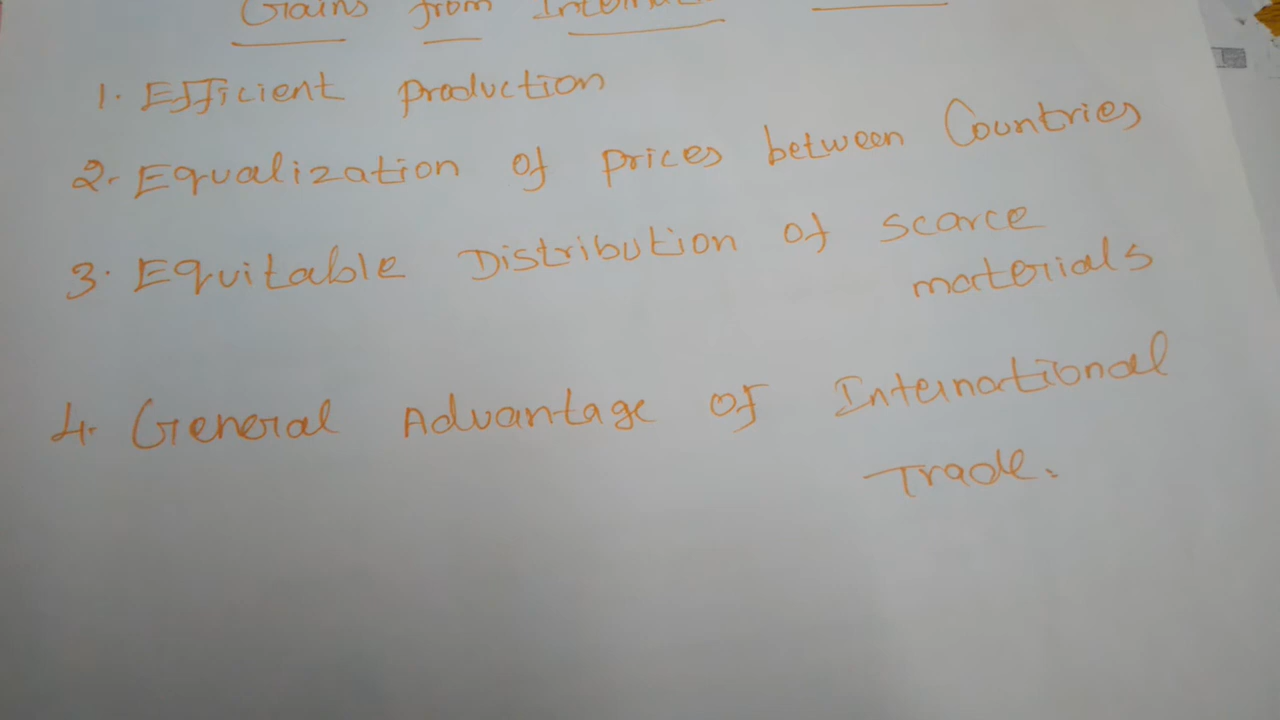 Gains from
1. Efficient production
2. Equalization of prices between Countries
3. Equitable Distribution of scarce
materials
4. General Advantage of International
Trade.